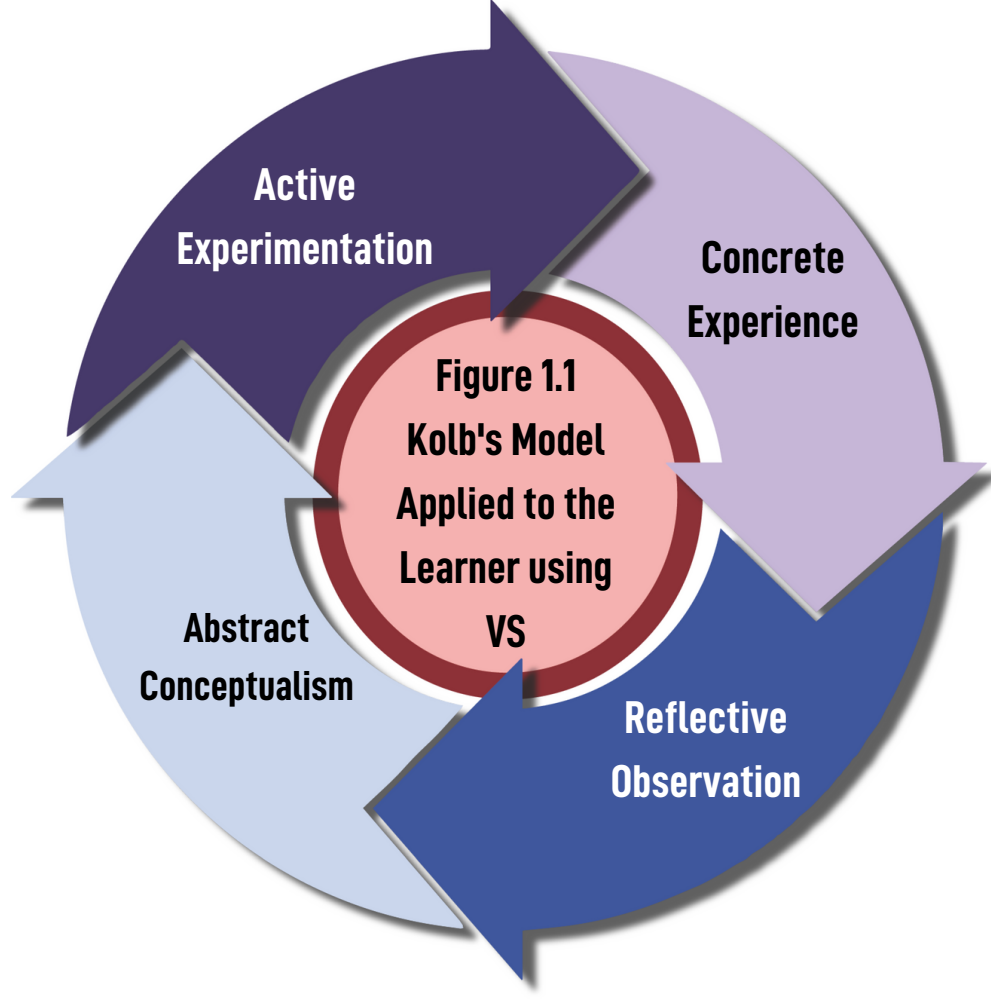 Active
Experimentation
Concrete
Experience
Figure 1.1
Kolb's Model
Applied to the
Learner using
VS
Abstract
Conceptualism
Reflective
Observation